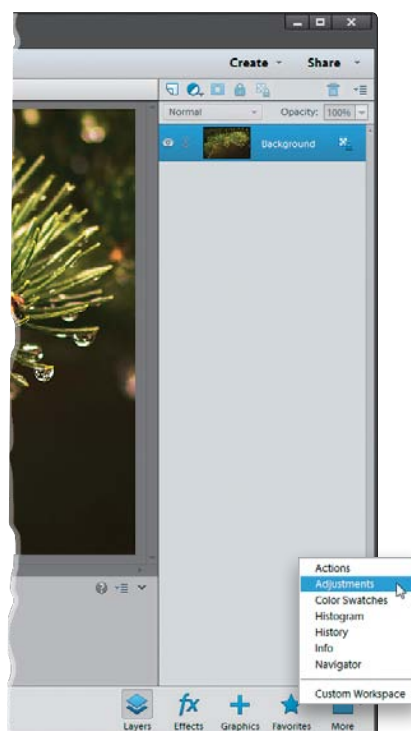 Create Share
Normal Opacity: 100%
Background
Actions
Adjustments
Color Swatches
Histogram
History
Info
Navigator
Custom Workspace
fx
Layers Effects Graphics Favorites More